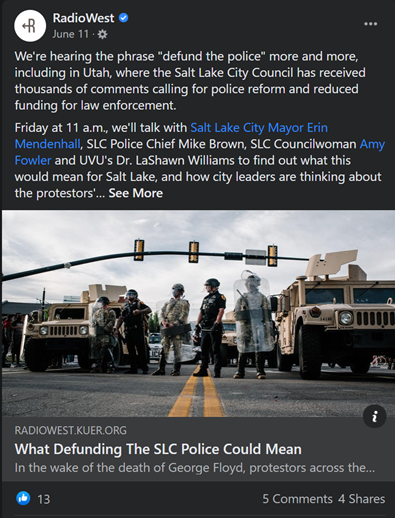 RadioWest
June 11 ·
We're hearing the phrase "defund the police" more and more,
including in Utah, where the Salt Lake City Council has received
thousands of comments calling for police reform and reduced
funding for law enforcement.
Friday at 11 a.m., we'll talk with Salt Lake City Mayor Erin
Mendenhall, SLC Police Chief Mike Brown, SLC Councilwoman Amy
Fowler and UVU's Dr. LaShawn Williams to find out what this
would mean for Salt Lake, and how city leaders are thinking about
the protestors'... See More
RADIOWEST.KUER.ORG
What Defunding The SLC Police Could Mean
In the wake of the death of George Floyd, protestors across the...
13
5 Comments 4 Shares